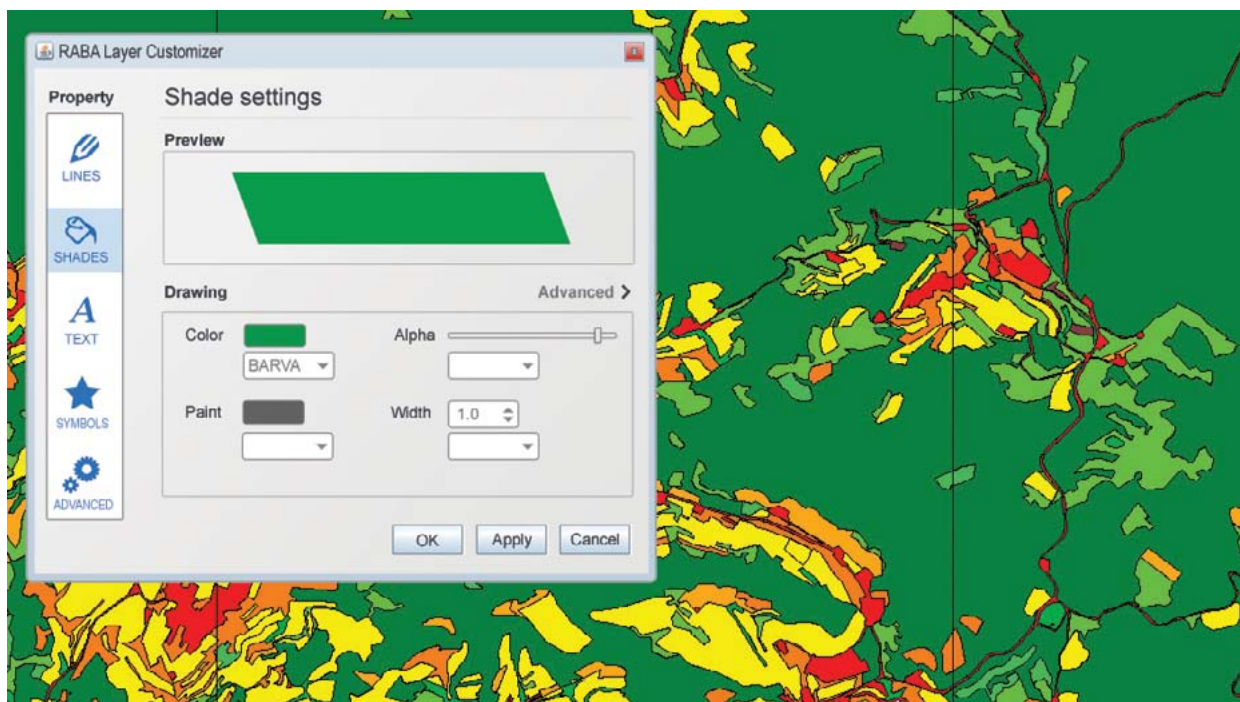 RABA Layer Customizer
Property
Shade settings
Preview
LINES
SHADES
TEXT
SYMBOLS
ADVANCED
Drawing
Advanced
Color
BARVA
Alpha
Paint
Width
1.0
OK
Apply
Cancel